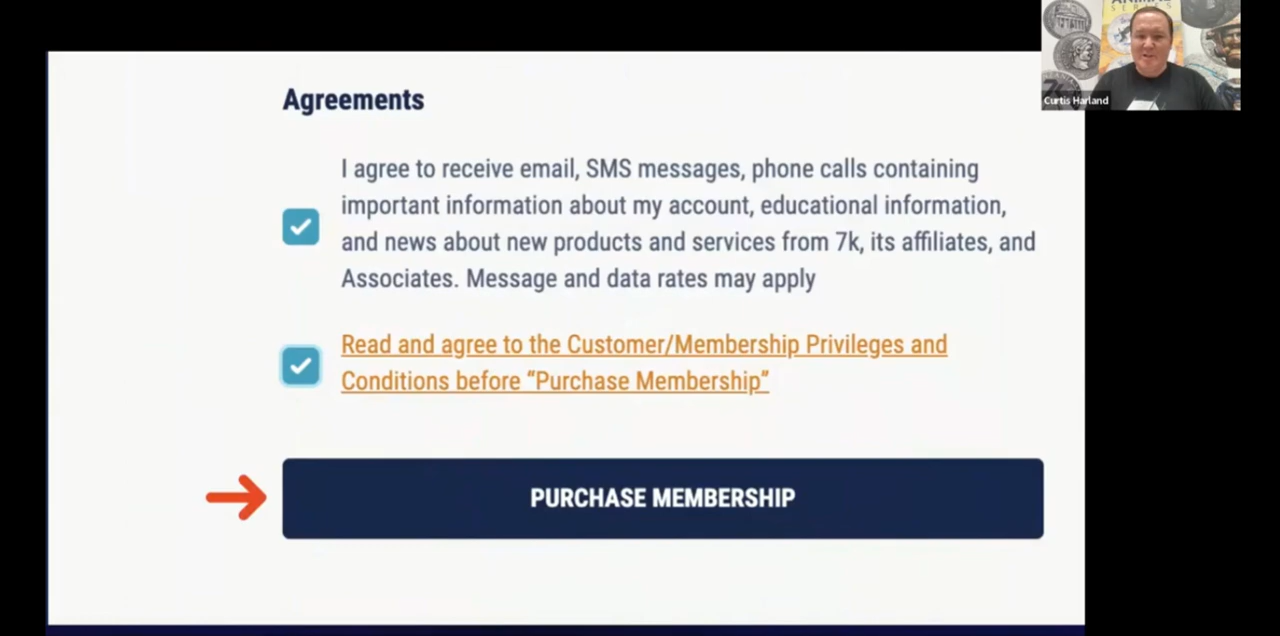 ANIMAL
SERIES
Curtis Harland
Agreements
I agree to receive email, SMS messages, phone calls containing
important information about my account, educational information,
and news about new products and services from 7k, its affiliates, and
Associates. Message and data rates may apply
Read and agree to the Customer/Membership Privileges and
Conditions before “Purchase Membership”
PURCHASE MEMBERSHIP